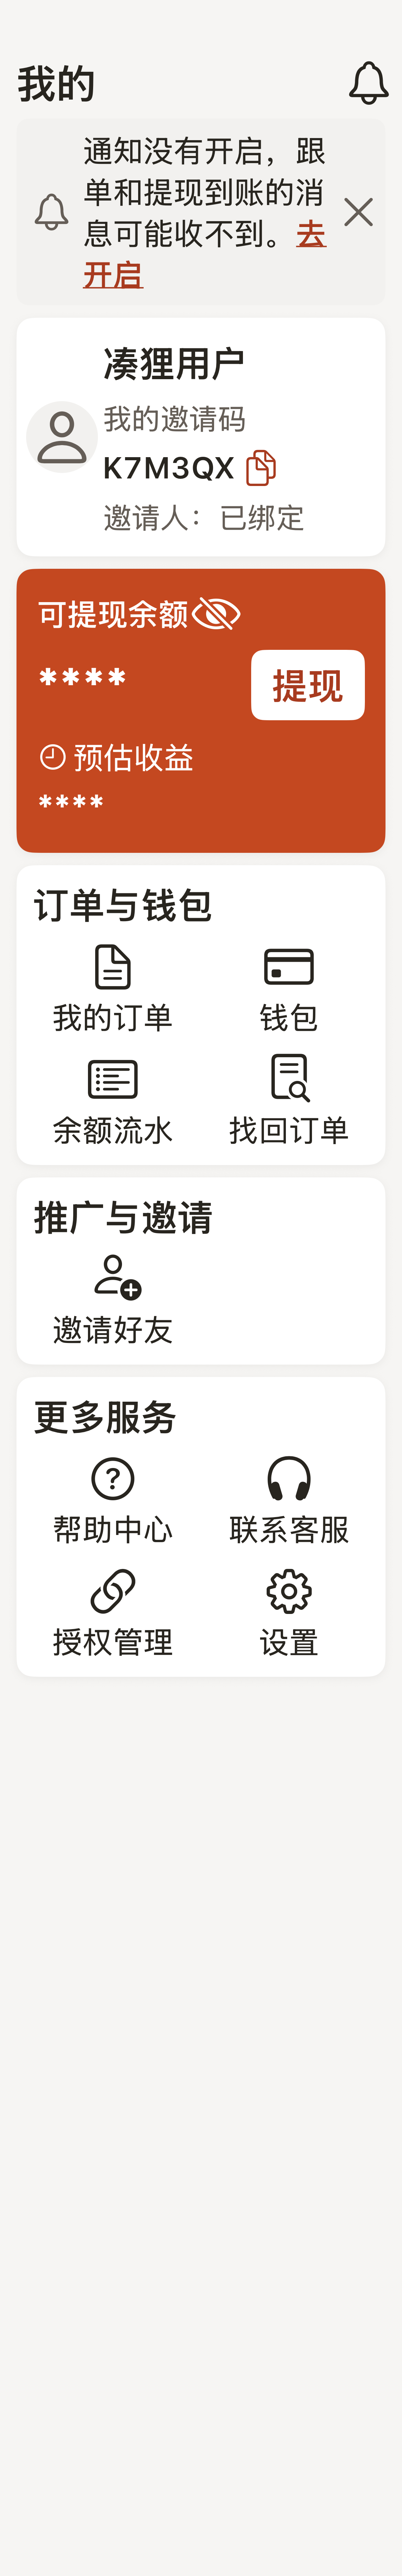 我的
通知没有开启，跟
单和提现到账的消
息可能收不到。去
开启
凑狸用户
我的邀请码
K7M3QX
邀请人：已绑定
可提现余额
****
提现
预估收益
****
订单与钱包
我的订单
钱包
余额流水
找回订单
推广与邀请
邀请好友
更多服务
帮助中心
联系客服
授权管理
设置